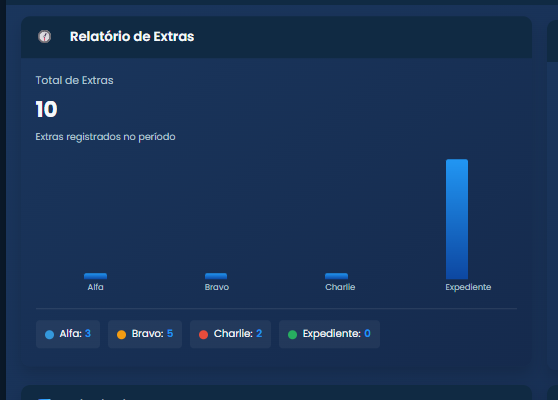 Relatório de Extras
Total de Extras
10
Extras registrados no período
Alfa Bravo Charlie Expediente
Alfa: 3 Bravo: 5 Charlie: 2 Expediente: 0